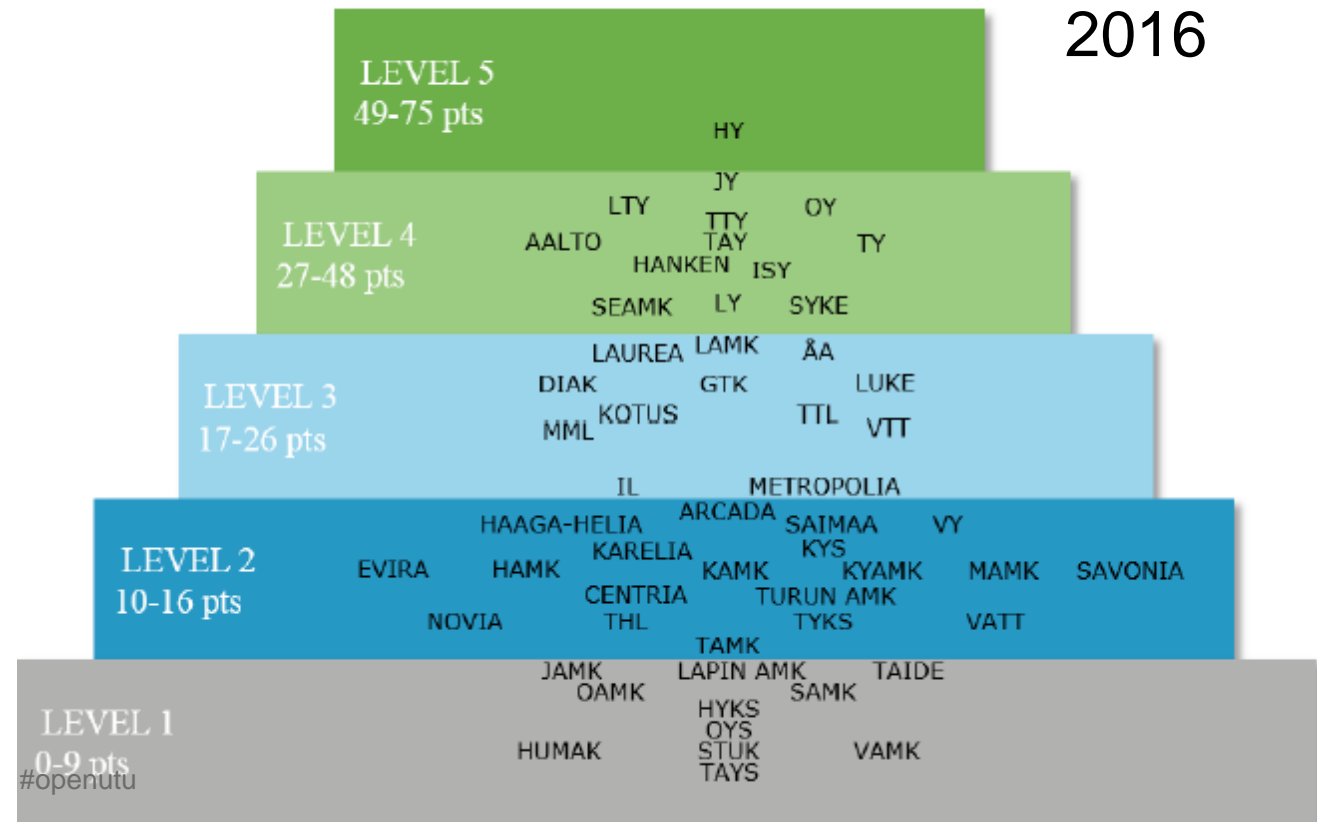 2016
LEVEL 5
49-75 pts
HY
LEVEL 4
27-48 pts
JY
LTY OY
TTY
AALTO TAY TY
HANKEN ISY
SEAMK LY SYKE
LEVEL 3
17-26 pts
LAUREA LAMK ÅA
DIAK GTK LUKE
KOTUS TTL
MML VTT
IL METROPOLIA
LEVEL 2
10-16 pts
ARCADA
HAAGA-HELIA SAIMAA VY
KARELIA KYS
EVIRA HAMK KAMK KYAMK MAMK SAVONIA
CENTRIA TURUN AMK
NOVIA THL TYKS VATT
TAMK
LEVEL 1
0-9 pts
JAMK LAPIN AMK TAIDE
OAMK SAMK
HYKS
OYS
HUMAK STUK VAMK
TAYS
#openutu